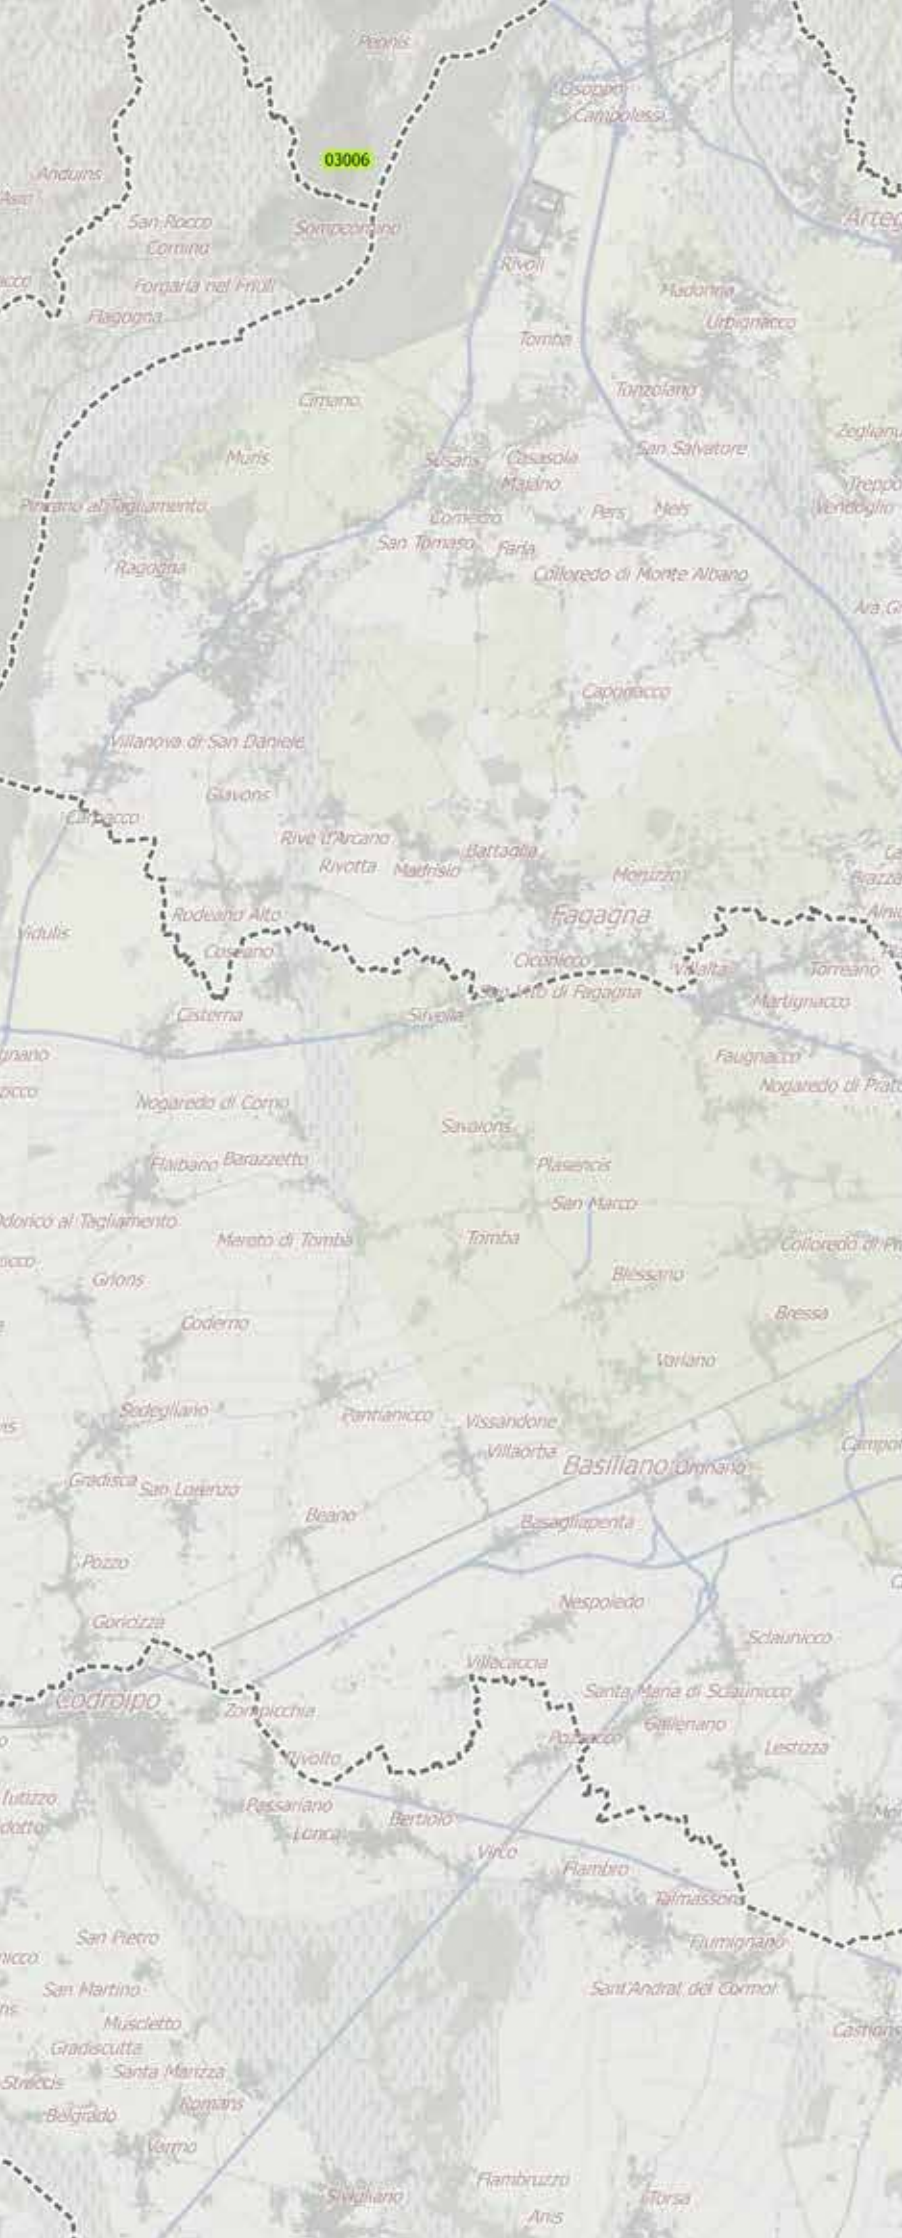 Pennis
Osoppo
Campolessi
03006
Anduins
San Rocco
Cornino
Sompcornino
Forgaria nel Friuli
Flagogna
Rivoli
Madonna
Urbignacco
Tomba
Cimano
Tonzolano
Muris
Susans
Casasola
San Salvatore
Majano
Pinzano al Tagliamento
Comerzo
Pers
Mels
Treppo
Vendoglio
San Tomaso
Farla
Ragogna
Colloredo di Monte Albano
Caporiacco
Villanova di San Daniele
Giavons
Carpacco
Rive d'Arcano
Rivotta
Madrisio
Battaglia
Moruzzo
Rodeano Alto
Fagagna
Vidulis
Coseano
Ciconicco
Villalta
Torreano
San Vito di Fagagna
Martignacco
Cisterna
Silvella
Faugnacco
Nogaredo di Prato
Nogaredo di Corno
Savalons
Flaibano
Barazzetto
Plasencis
San Marco
Odorico al Tagliamento
Mereto di Tomba
Tomba
Colloredo di Pr
Grions
Blessano
Coderno
Bressa
Variano
Sedegliano
Pantianicco
Vissandone
Villaorba
Basiliano
Orgnano
Gradisca
San Lorenzo
Beano
Basagliapenta
Pozzo
Nespoledo
Goricizza
Sclaunicco
Villacaccia
Codroipo
Zompicchia
Santa Maria di Sclaunicco
Galleriano
Pozzecco
Rivolto
Lestizza
Iutizzo
Passariano
Bertiolo
Lonca
Virco
Flambro
Talmassons
San Pietro
Flumignano
San Martino
Sant'Andrat del Cormor
Muscletto
Castions
Gradiscutta
Santa Marizza
Straccis
Romans
Belgrado
Varmo
Flambruzzo
Sivigliano
Torsa
Aris